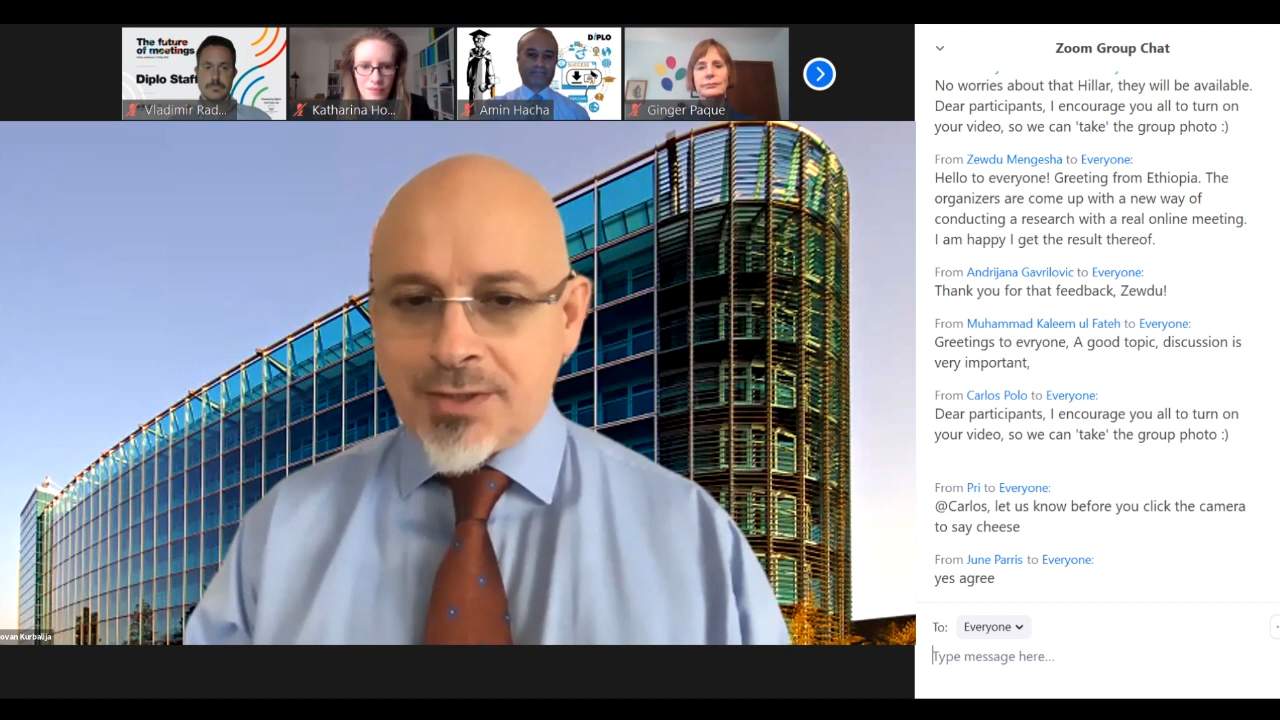 The future
of meetings
Diplo Staff
DiPLO
SUCCESS
Vladimir Rad...
Katharina Ho...
Amin Hacha
Ginger Paque
ovan Kurbalija
Zoom Group Chat
No worries about that Hillar, they will be available.
Dear participants, I encourage you all to turn on
your video, so we can 'take' the group photo :)
From Zewdu Mengesha to Everyone:
Hello to everyone! Greeting from Ethiopia. The
organizers are come up with a new way of
conducting a research with a real online meeting.
I am happy I get the result thereof.
From Andrijana Gavrilovic to Everyone:
Thank you for that feedback, Zewdu!
From Muhammad Kaleem ul Fateh to Everyone:
Greetings to evryone, A good topic, discussion is
very important,
From Carlos Polo to Everyone:
Dear participants, I encourage you all to turn on
your video, so we can 'take' the group photo :)
From Pri to Everyone:
@Carlos, let us know before you click the camera
to say cheese
From June Parris to Everyone:
yes agree
To: Everyone
Type message here...